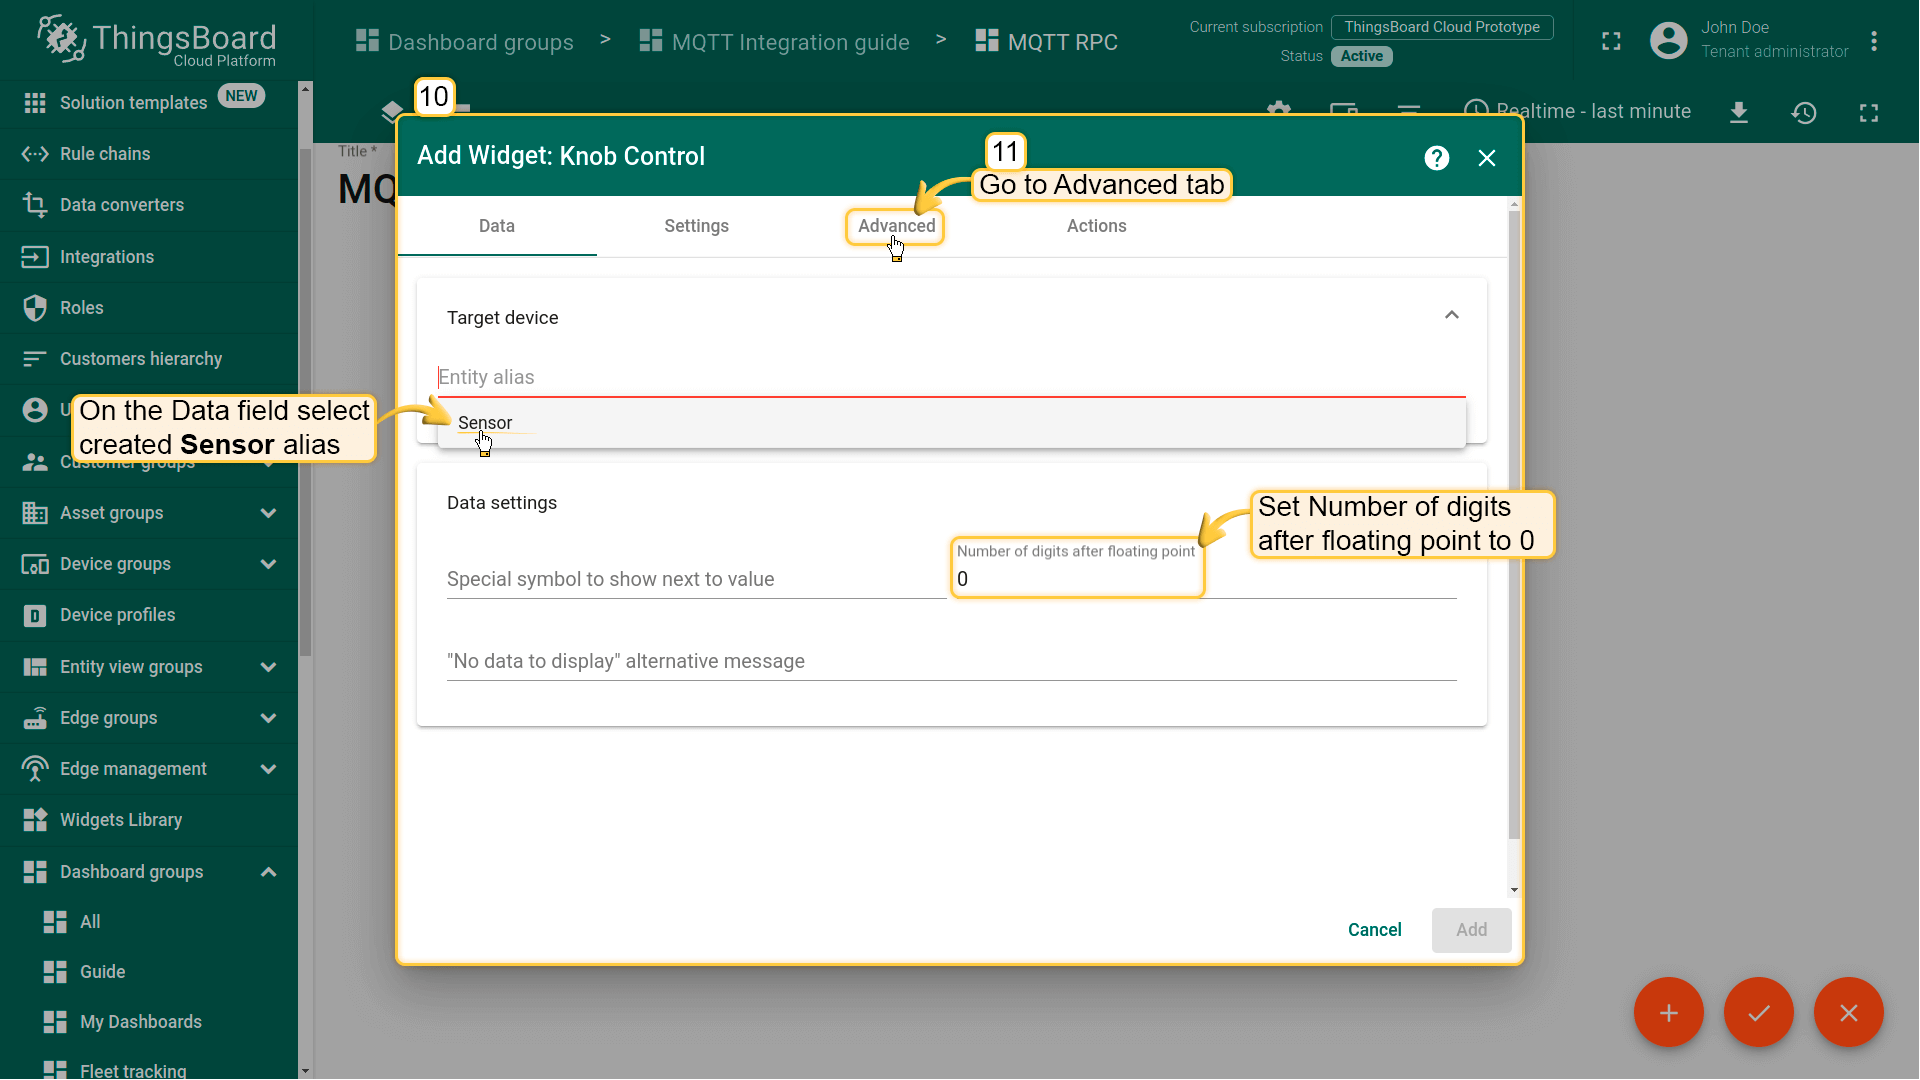 ThingsBoard
Cloud Platform
Dashboard groups > MQTT Integration guide > MQTT RPC
Current subscription ThingsBoard Cloud Prototype
Status Active
John Doe
Tenant administrator
Solution templates NEW
Rule chains
Data converters
Integrations
Roles
Customers hierarchy
U
Customer groups
Asset groups
Device groups
Device profiles
Entity view groups
Edge groups
Edge management
Widgets Library
Dashboard groups
All
Guide
My Dashboards
Fleet tracking
Realtime - last minute
Title *
MQ
10
Add Widget: Knob Control
11
Go to Advanced tab
Data
Settings
Advanced
Actions
Target device
Entity alias
Sensor
On the Data field select
created Sensor alias
Data settings
Special symbol to show next to value
Number of digits after floating point
0
Set Number of digits
after floating point to 0
"No data to display" alternative message
Cancel
Add